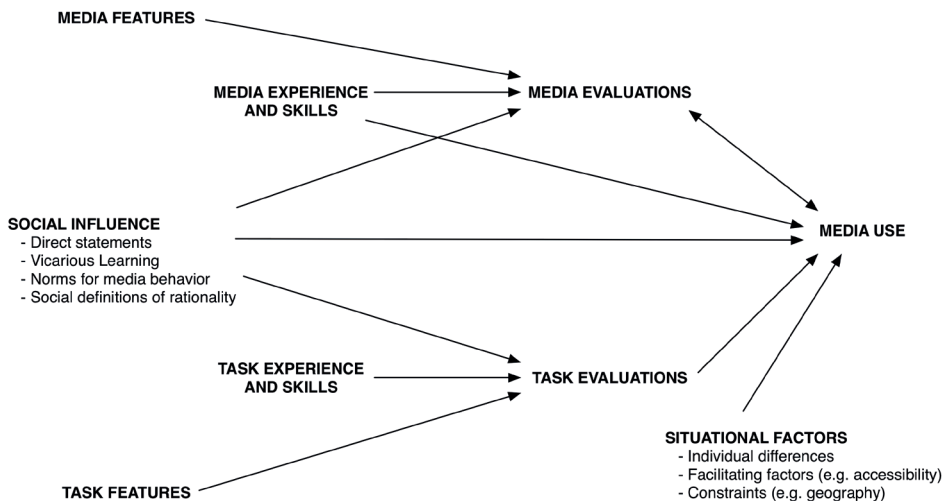 MEDIA FEATURES
MEDIA EXPERIENCE
AND SKILLS
MEDIA EVALUATIONS
SOCIAL INFLUENCE
- Direct statements
- Vicarious Learning
- Norms for media behavior
- Social definitions of rationality
MEDIA USE
TASK EXPERIENCE
AND SKILLS
TASK EVALUATIONS
SITUATIONAL FACTORS
- Individual differences
- Facilitating factors (e.g. accessibility)
- Constraints (e.g. geography)
TASK FEATURES